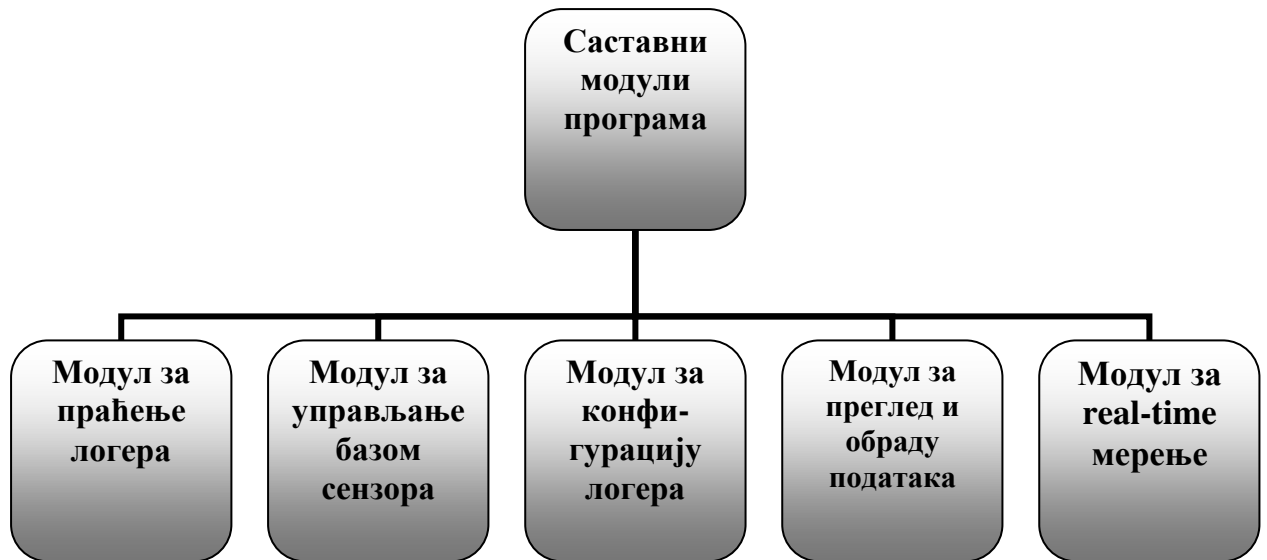 Саставни
модули
програма
Модул за
праћење
логера
Модул за
управљање
базом
сензора
Модул за
конфи-
гурацију
логера
Модул за
преглед и
обраду
података
Модул за
real-time
мерење